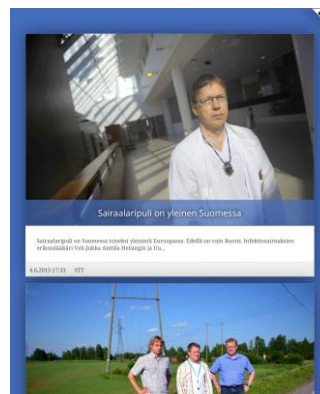 Sairaalaripuli on yleinen Suomessa
Sairaalaripuli on Suomessa toiseksi yleisintä Euroopassa. Edellä on vain Ruotsi. Infektiosairauksien
erikoislääkäri Veli-Jukka Anttila Helsingin ja Uu...
6.6.2013 17:33 STT